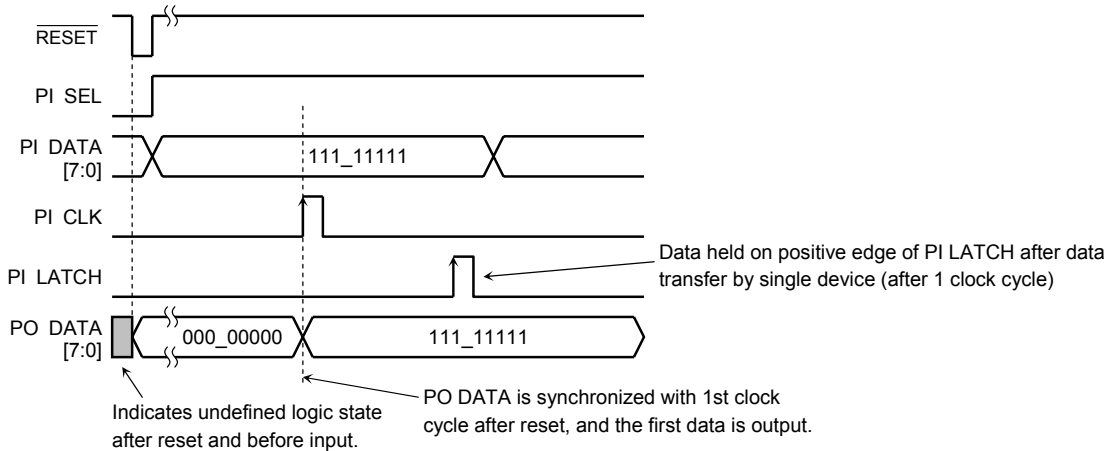 RESET
PI SEL
PI DATA
[7:0]
111_11111
PI CLK
PI LATCH
Data held on positive edge of PI LATCH after data
transfer by single device (after 1 clock cycle)
PO DATA
[7:0]
000_00000
111_11111
Indicates undefined logic state
after reset and before input.
PO DATA is synchronized with 1st clock
cycle after reset, and the first data is output.